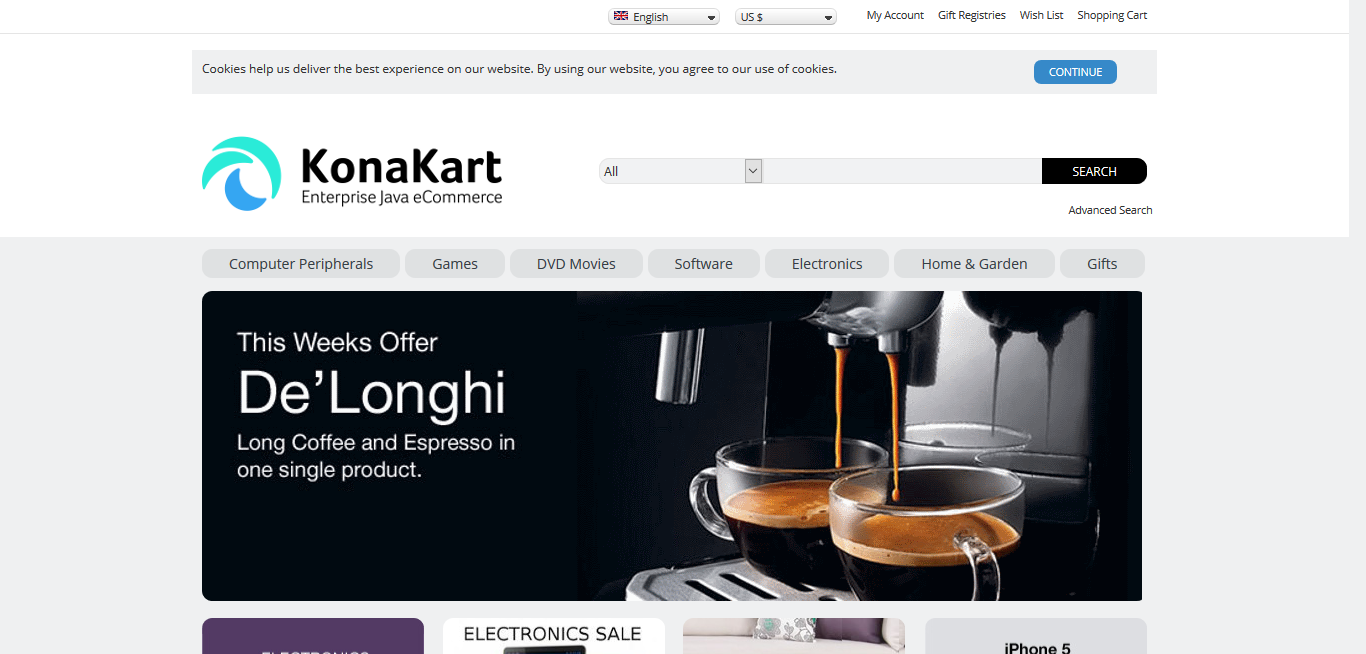 English
US $
My Account
Gift Registries
Wish List
Shopping Cart
Cookies help us deliver the best experience on our website. By using our website, you agree to our use of cookies.
CONTINUE
KonaKart
Enterprise Java eCommerce
All
SEARCH
Advanced Search
Computer Peripherals
Games
DVD Movies
Software
Electronics
Home & Garden
Gifts
This Weeks Offer
De’Longhi
Long Coffee and Espresso in
one single product.
ELECTRONICS
ELECTRONICS SALE
iPhone 5